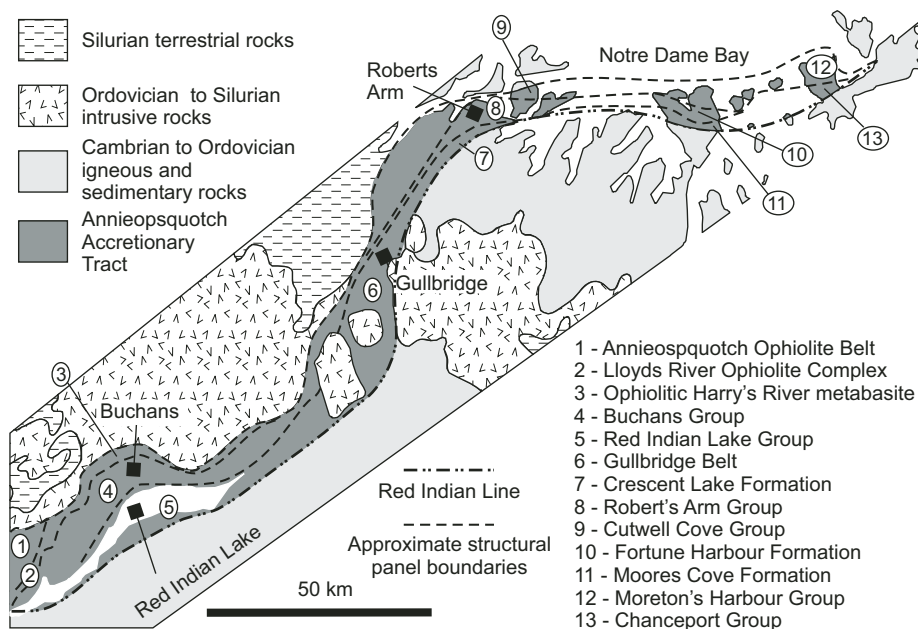 Silurian terrestrial rocks
Ordovician to Silurian
intrusive rocks
Cambrian to Ordovician
igneous and
sedimentary rocks
Annieopsquotch
Accretionary
Tract
9
Notre Dame Bay
Roberts
Arm
8
12
7
10
13
11
Gullbridge
6
3
Buchans
4
5
1
2
Red Indian Lake
Red Indian Line
Approximate structural
panel boundaries
50 km
1 - Annieospquotch Ophiolite Belt
2 - Lloyds River Ophiolite Complex
3 - Ophiolitic Harry's River metabasite
4 - Buchans Group
5 - Red Indian Lake Group
6 - Gullbridge Belt
7 - Crescent Lake Formation
8 - Robert's Arm Group
9 - Cutwell Cove Group
10 - Fortune Harbour Formation
11 - Moores Cove Formation
12 - Moreton's Harbour Group
13 - Chanceport Group